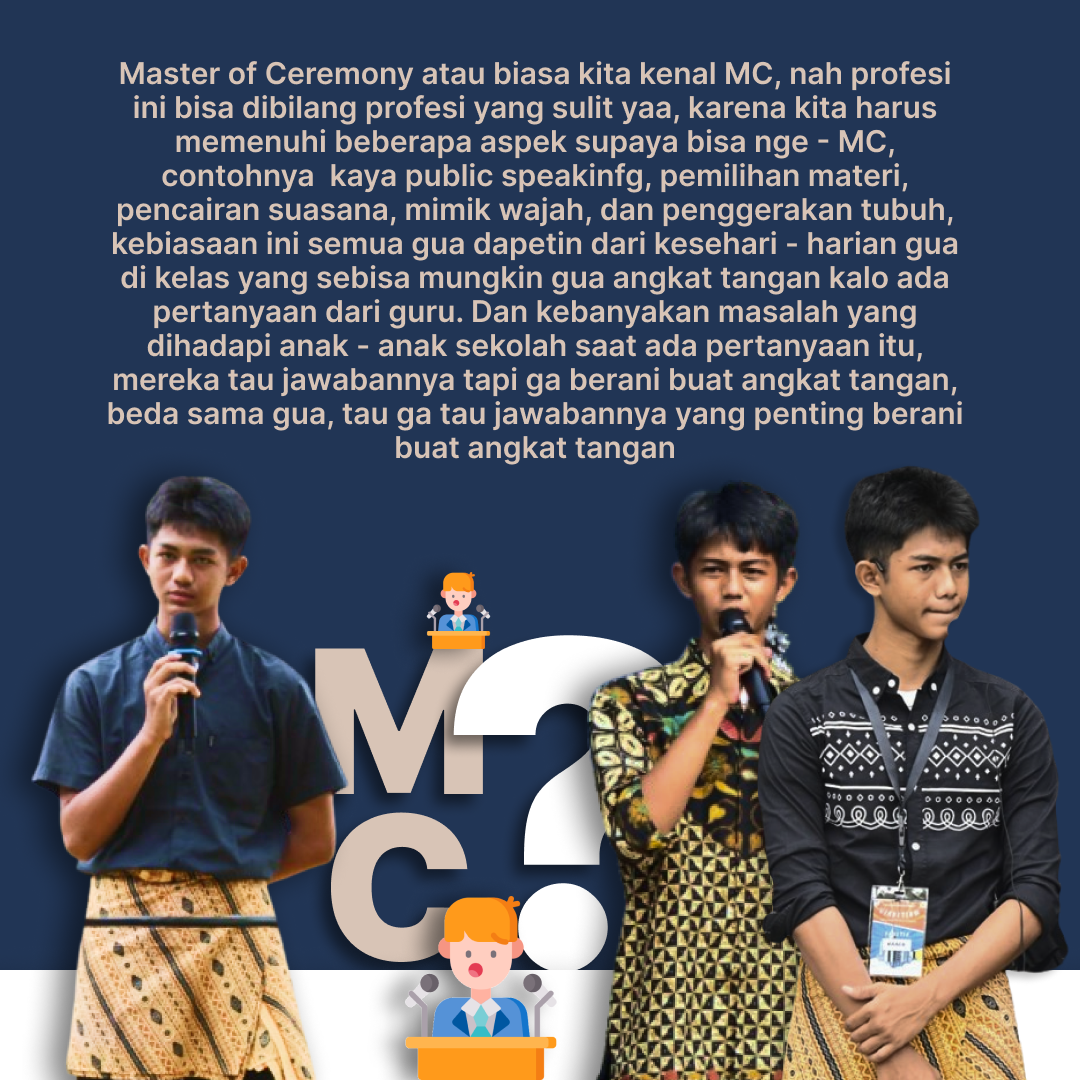 Master of Ceremony atau biasa kita kenal MC, nah profesi
ini bisa dibilang profesi yang sulit yaa, karena kita harus
memenuhi beberapa aspek supaya bisa nge - MC,
contohnya  kaya public speakinfg, pemilihan materi,
pencairan suasana, mimik wajah, dan penggerakan tubuh,
kebiasaan ini semua gua dapetin dari kesehari - harian gua
di kelas yang sebisa mungkin gua angkat tangan kalo ada
pertanyaan dari guru. Dan kebanyakan masalah yang
dihadapi anak - anak sekolah saat ada pertanyaan itu,
mereka tau jawabannya tapi ga berani buat angkat tangan,
beda sama gua, tau ga tau jawabannya yang penting berani
buat angkat tangan
M
C
?